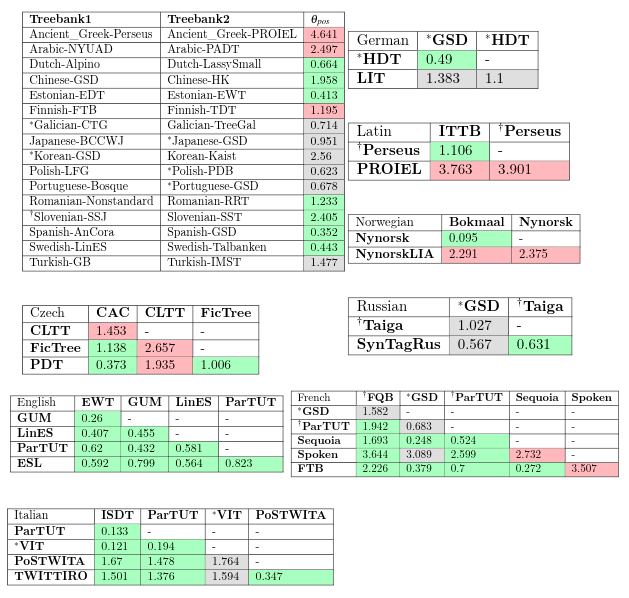 Treebank1 Treebank2 θpos
Ancient_Greek-Perseus Ancient_Greek-PROIEL 4.641
Arabic-NYUAD Arabic-PADT 2.497
Dutch-Alpino Dutch-LassySmall 0.664
Chinese-GSD Chinese-HK 1.958
Estonian-EDT Estonian-EWT 0.413
Finnish-FTB Finnish-TDT 1.195
*Galician-CTG Galician-TreeGal 0.714
Japanese-BCCWJ *Japanese-GSD 0.951
*Korean-GSD Korean-Kaist 2.56
Polish-LFG *Polish-PDB 0.623
Portuguese-Bosque *Portuguese-GSD 0.678
Romanian-Nonstandard Romanian-RRT 1.233
†Slovenian-SSJ Slovenian-SST 2.405
Spanish-AnCora Spanish-GSD 0.352
Swedish-LinES Swedish-Talbanken 0.443
Turkish-GB Turkish-IMST 1.477
German *GSD *HDT
*HDT 0.49 -
LIT 1.383 1.1
Latin ITTB †Perseus
†Perseus 1.106 -
PROIEL 3.763 3.901
Norwegian Bokmaal Nynorsk
Nynorsk 0.095 -
NynorskLIA 2.291 2.375
Czech CAC CLTT FicTree
CLTT 1.453 - -
FicTree 1.138 2.657 -
PDT 0.373 1.935 1.006
Russian *GSD †Taiga
†Taiga 1.027 -
SynTagRus 0.567 0.631
English EWT GUM LinES ParTUT
GUM 0.26 - - -
LinES 0.407 0.455 - -
ParTUT 0.62 0.432 0.581 -
ESL 0.592 0.799 0.564 0.823
French †FQB *GSD †ParTUT Sequoia Spoken
*GSD 1.582 - - - -
†ParTUT 1.942 0.683 - - -
Sequoia 1.693 0.248 0.524 - -
Spoken 3.644 3.089 2.599 2.732 -
FTB 2.226 0.379 0.7 0.272 3.507
Italian ISDT ParTUT *VIT PoSTWITA
ParTUT 0.133 - - -
*VIT 0.121 0.194 - -
PoSTWITA 1.67 1.478 1.764 -
TWITTIRO 1.501 1.376 1.594 0.347